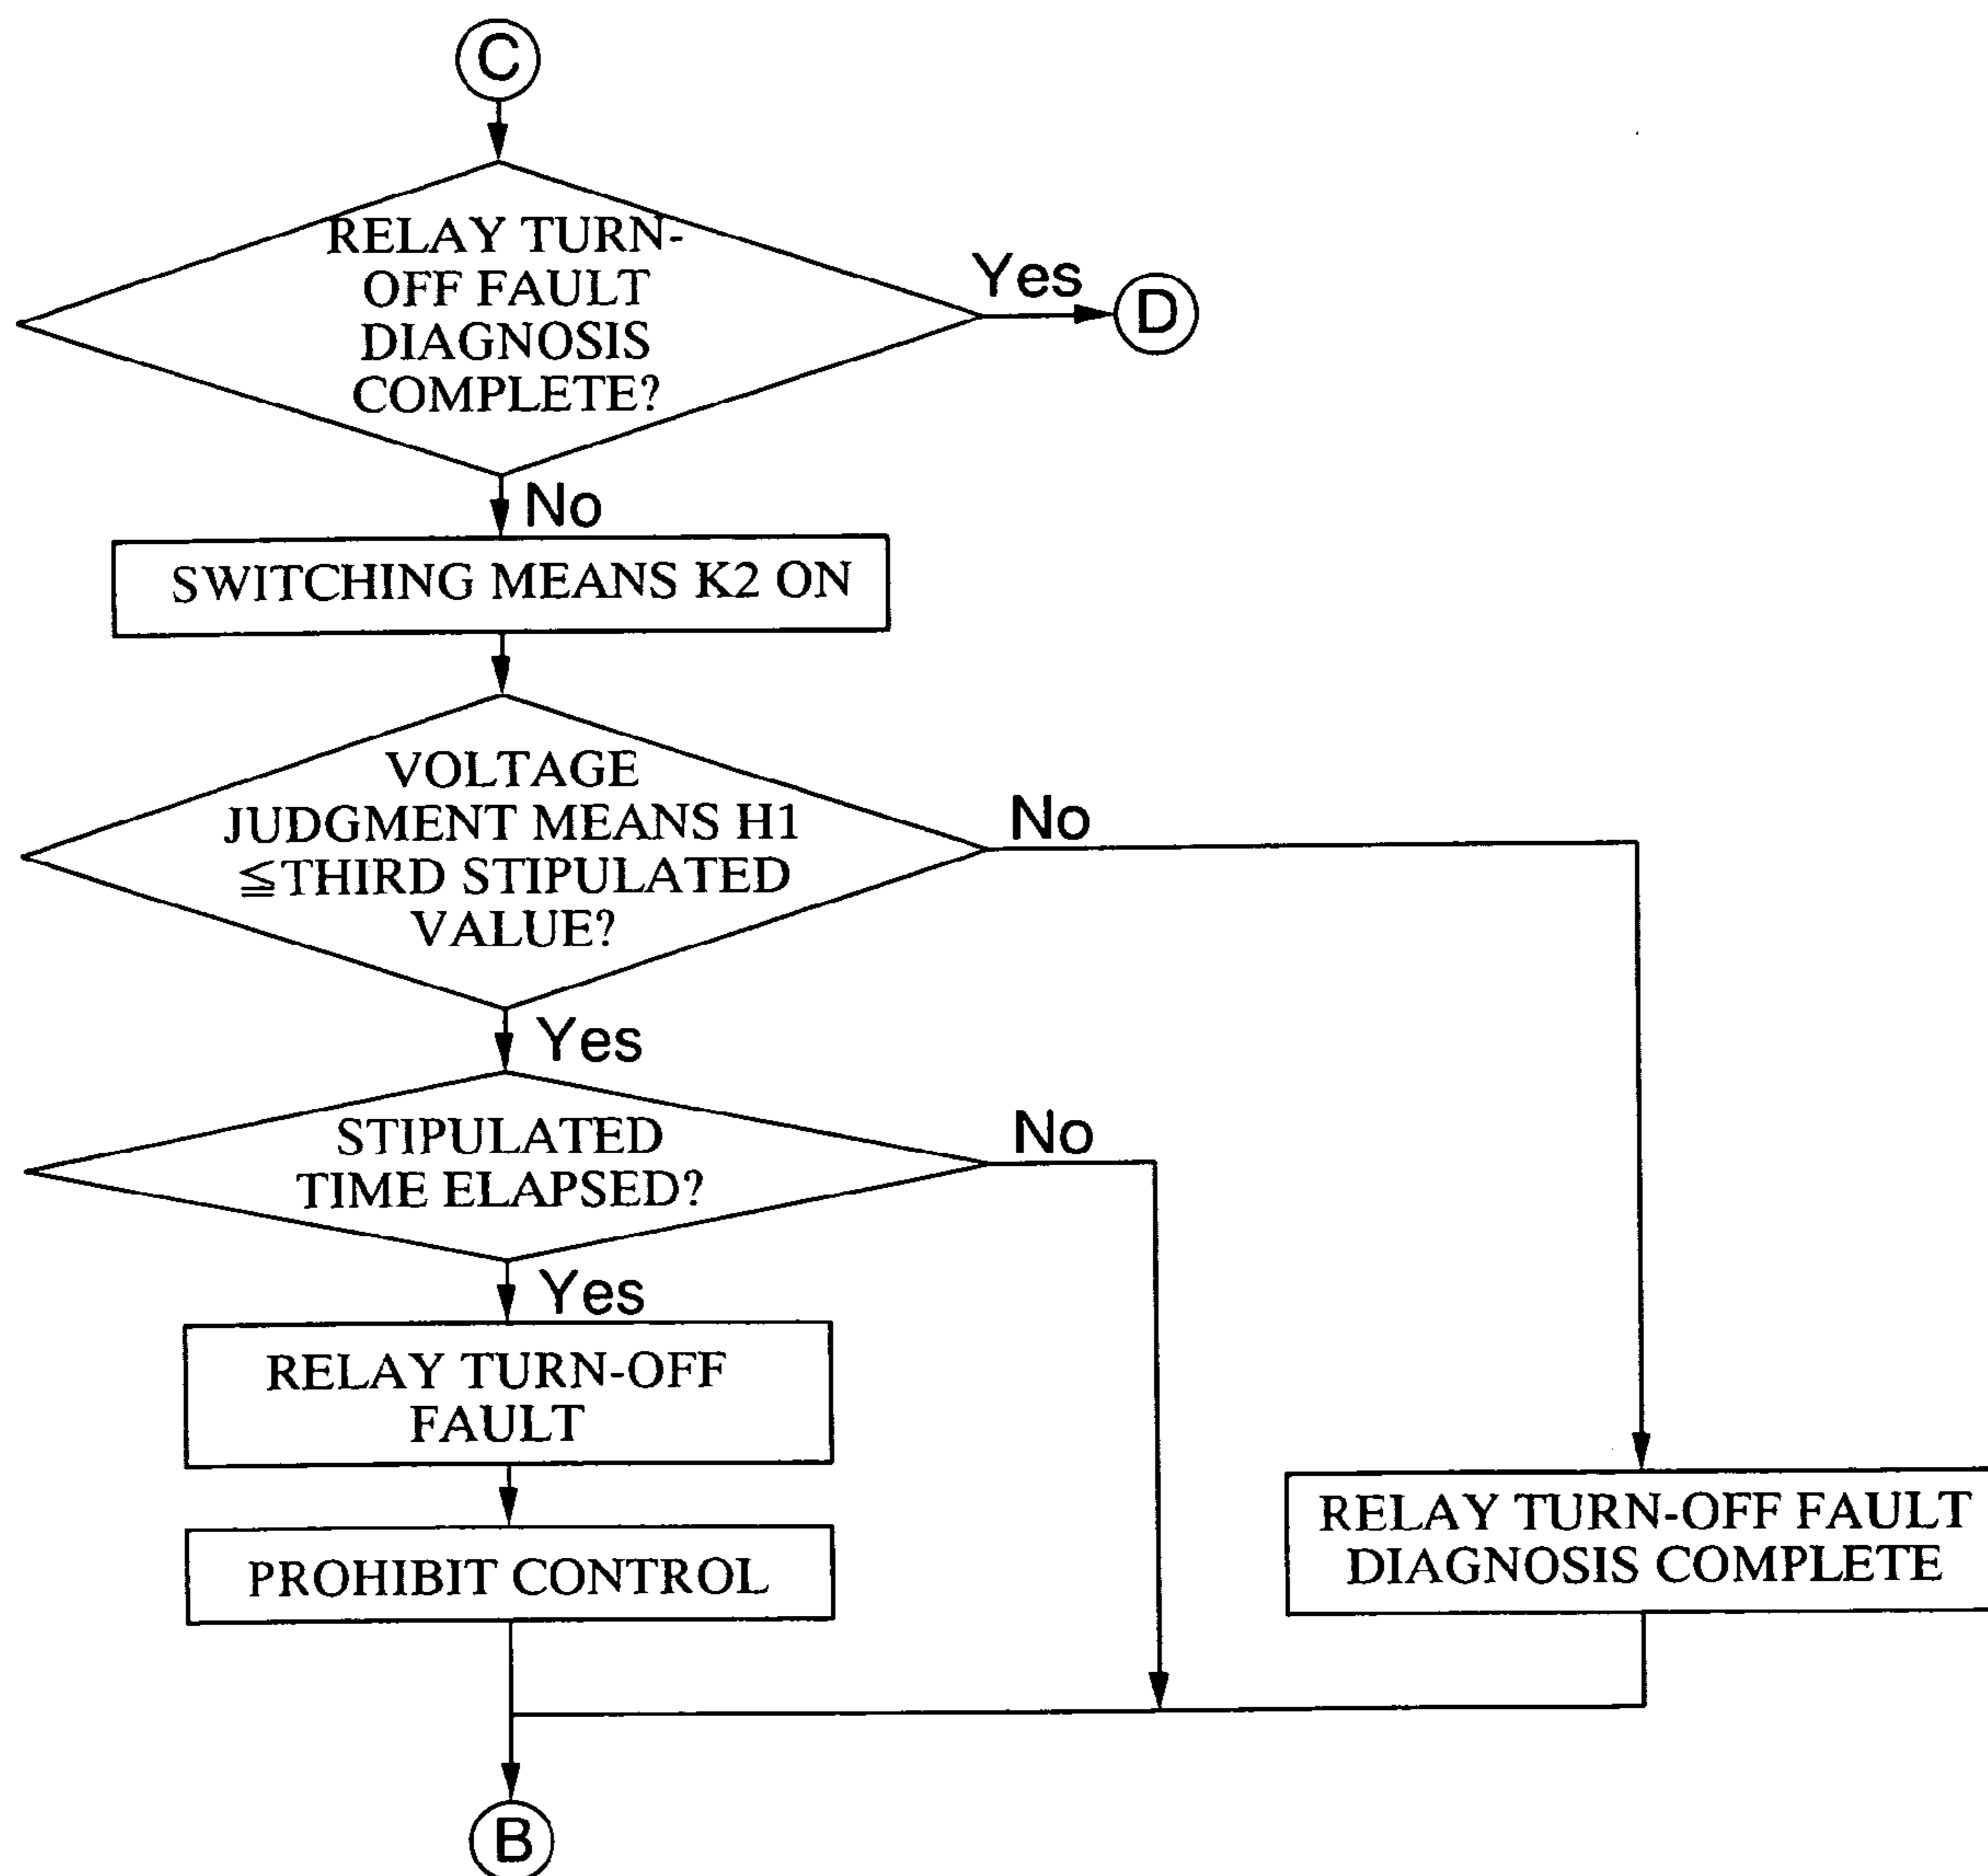 C
RELAY TURN-
OFF FAULT
DIAGNOSIS
COMPLETE?
Yes
D
No
SWITCHING MEANS K2 ON
VOLTAGE
JUDGMENT MEANS H1
≦THIRD STIPULATED
VALUE?
No
Yes
STIPULATED
TIME ELAPSED?
No
Yes
RELAY TURN-OFF
FAULT
PROHIBIT CONTROL
RELAY TURN-OFF FAULT
DIAGNOSIS COMPLETE
B